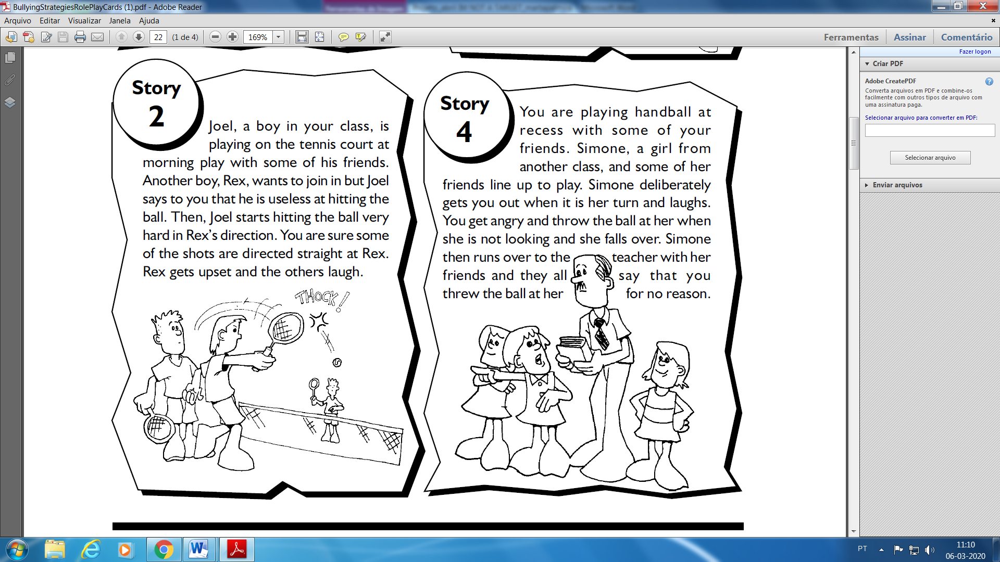 BullyingStrategiesRolePlayCards (1).pdf - Adobe Reader
Arquivo Editar Visualizar Janela Ajuda
22 (1 de 4) 169% Ferramentas Assinar Comentário
Fazer logon
Criar PDF
Adobe CreatePDF
Converta arquivos em PDF e combine-os
facilmente com outros tipos de arquivo com
uma assinatura paga.
Selecionar arquivo para converter em PDF:
Selecionar arquivo
Enviar arquivos
Story
2
Joel, a boy in your class, is
playing on the tennis court at
morning play with some of his friends.
Another boy, Rex, wants to join in but Joel
says to you that he is useless at hitting the
ball. Then, Joel starts hitting the ball very
hard in Rex's direction. You are sure some
of the shots are directed straight at Rex.
Rex gets upset and the others laugh.
THOCK!
Story
4
You are playing handball at
recess with some of your
friends. Simone, a girl from
another class, and some of her
friends line up to play. Simone deliberately
gets you out when it is her turn and laughs.
You get angry and throw the ball at her when
she is not looking and she falls over. Simone
then runs over to the teacher with her
friends and they all say that you
threw the ball at her for no reason.
PT
11:10
06-03-2020